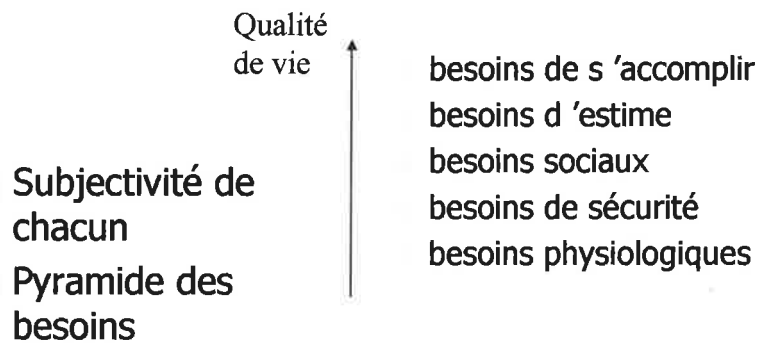 Qualité
de vie
besoins de s 'accomplir
besoins d 'estime
besoins sociaux
besoins de sécurité
besoins physiologiques
Subjectivité de
chacun
Pyramide des
besoins